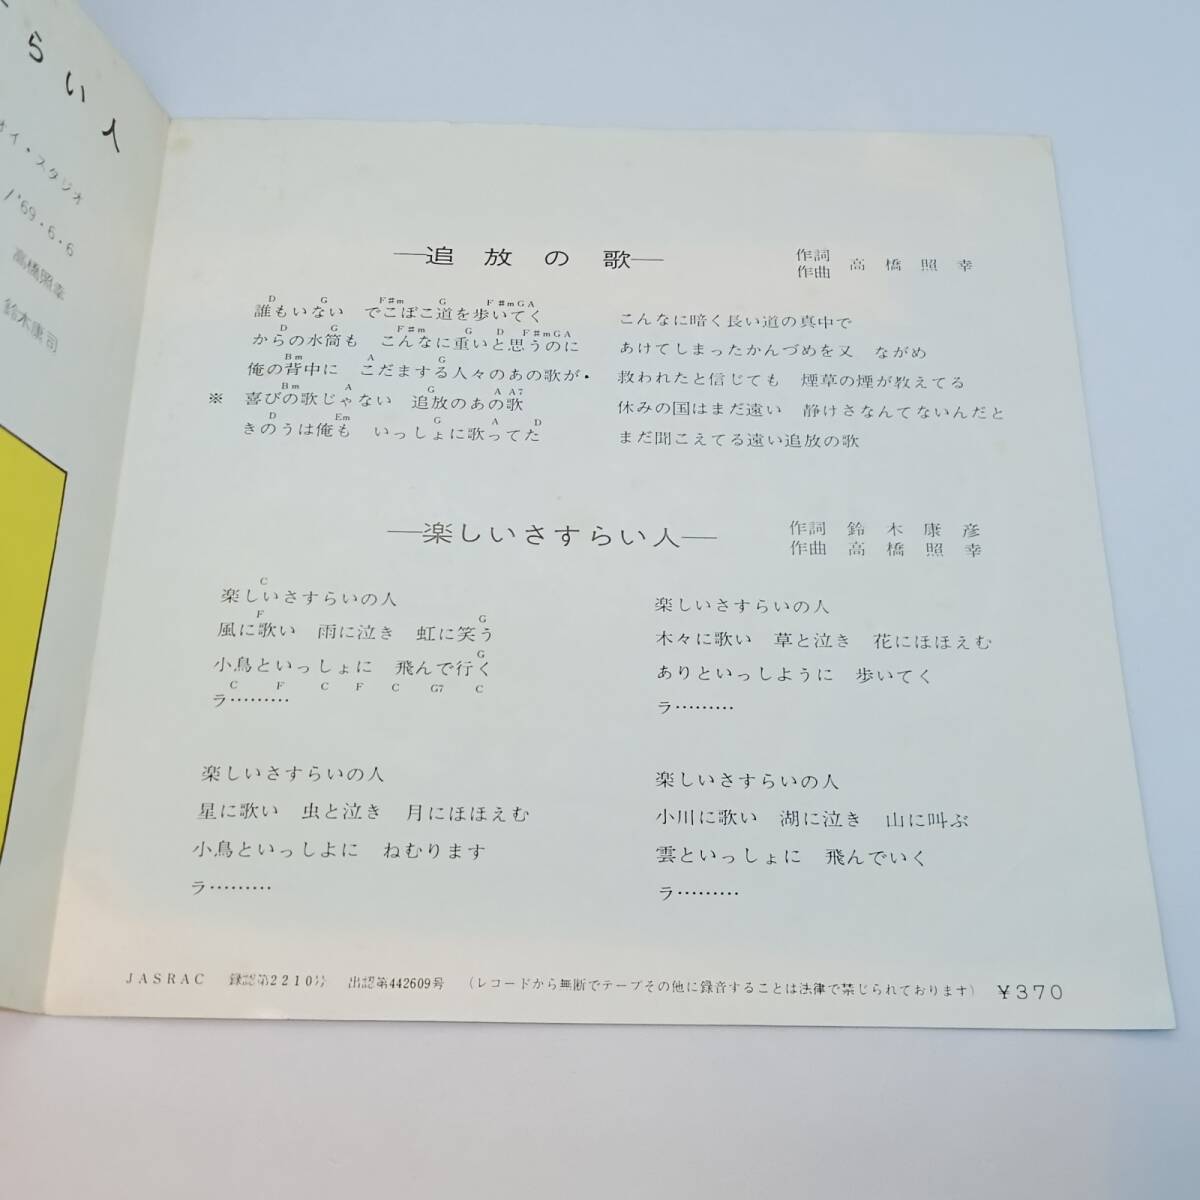 らい人
オイ・スタジオ
/'69・6・6
高橋照幸
鈴木康司
―追放の歌―
作詞
作曲 高橋照幸
D G F♯m G F♯mGA
誰もいない でこぼこ道を歩いてく
D G F♯m G D F♯mGA
からの水筒も こんなに重いと思うのに
Bm A G
俺の背中に こだまする人々のあの歌が・
Bm A G A A7
※ 喜びの歌じゃない 追放のあの歌
D Em G A D
きのうは俺も いっしょに歌ってた
こんなに暗く長い道の真中で
あけてしまったかんづめを又 ながめ
救われたと信じても 煙草の煙が教えてる
休みの国はまだ遠い 静けさなんてないんだと
まだ聞こえてる遠い追放の歌
―楽しいさすらい人―
作詞 鈴木康彦
作曲 高橋照幸
C
楽しいさすらいの人
F G
風に歌い 雨に泣き 虹に笑う
G
小鳥といっしょに 飛んで行く
C F C F C G7 C
ラ………
楽しいさすらいの人
木々に歌い 草と泣き 花にほほえむ
ありといっしように 歩いてく
ラ………
楽しいさすらいの人
星に歌い 虫と泣き 月にほほえむ
小鳥といっしよに ねむります
ラ………
楽しいさすらいの人
小川に歌い 湖に泣き 山に叫ぶ
雲といっしょに 飛んでいく
ラ………
JASRAC 録認第2210号 出認第442609号 (レコードから無断でテープその他に録音することは法律で禁じられております) ¥370